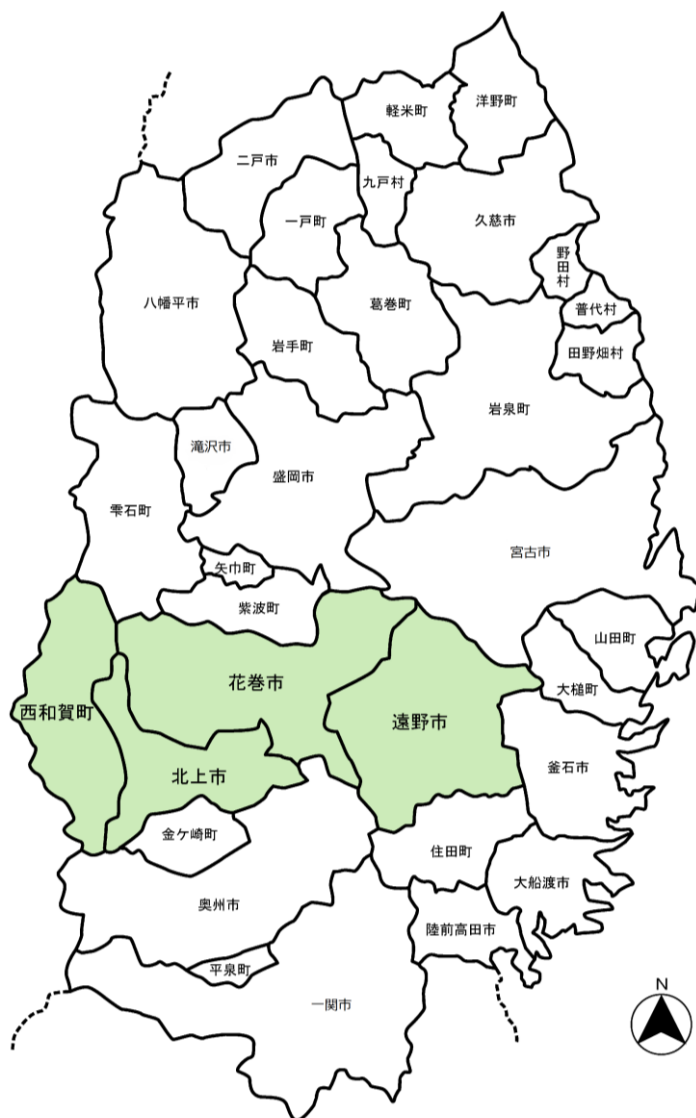 洋野町
軽米町
二戸市
九戸村
一戸町
久慈市
野田村
八幡平市
葛巻町
普代村
岩手町
田野畑村
岩泉町
滝沢市
盛岡市
雫石町
宮古市
矢巾町
紫波町
山田町
花巻市
大槌町
西和賀町
遠野市
北上市
釜石市
金ケ崎町
住田町
大船渡市
奥州市
陸前高田市
平泉町
一関市
N